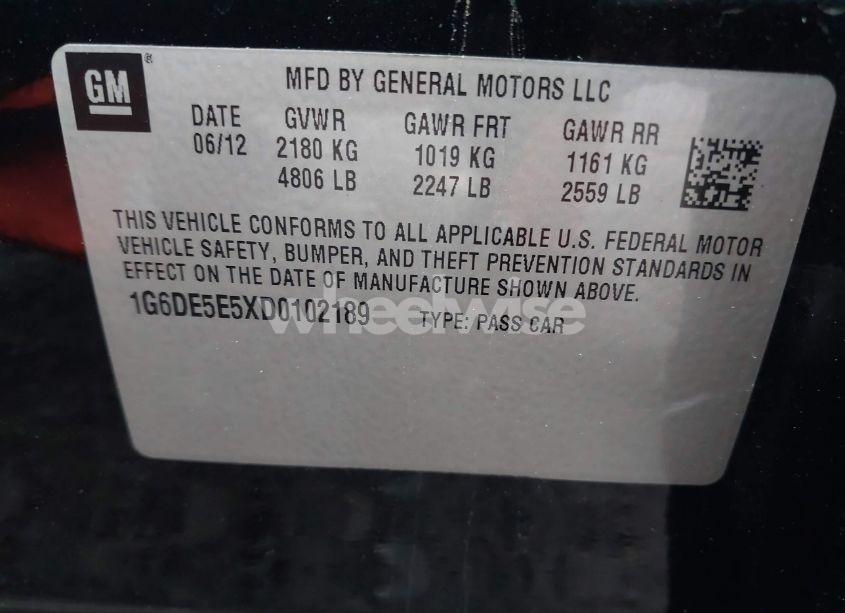 GM®
MFD BY GENERAL MOTORS LLC
DATE GVWR GAWR FRT GAWR RR
06/12 2180 KG 1019 KG 1161 KG
4806 LB 2247 LB 2559 LB
THIS VEHICLE CONFORMS TO ALL APPLICABLE U.S. FEDERAL MOTOR
VEHICLE SAFETY, BUMPER, AND THEFT PREVENTION STANDARDS IN
EFFECT ON THE DATE OF MANUFACTURE SHOWN ABOVE.
1G6DE5E5XD0102189 TYPE: PASS CAR
wheelwise